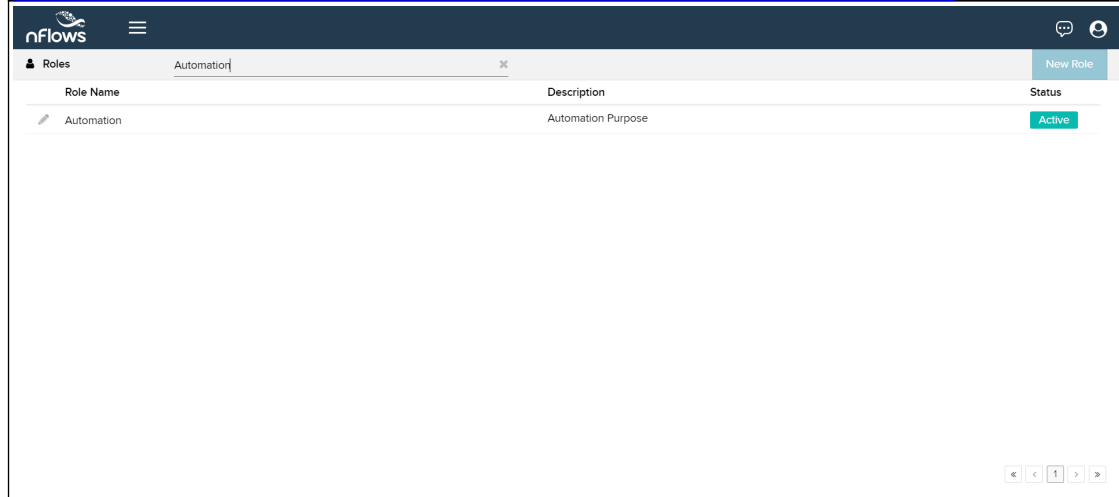 nFlows
Roles Automation New Role
Role Name Description Status
Automation Automation Purpose Active
« < 1 > »